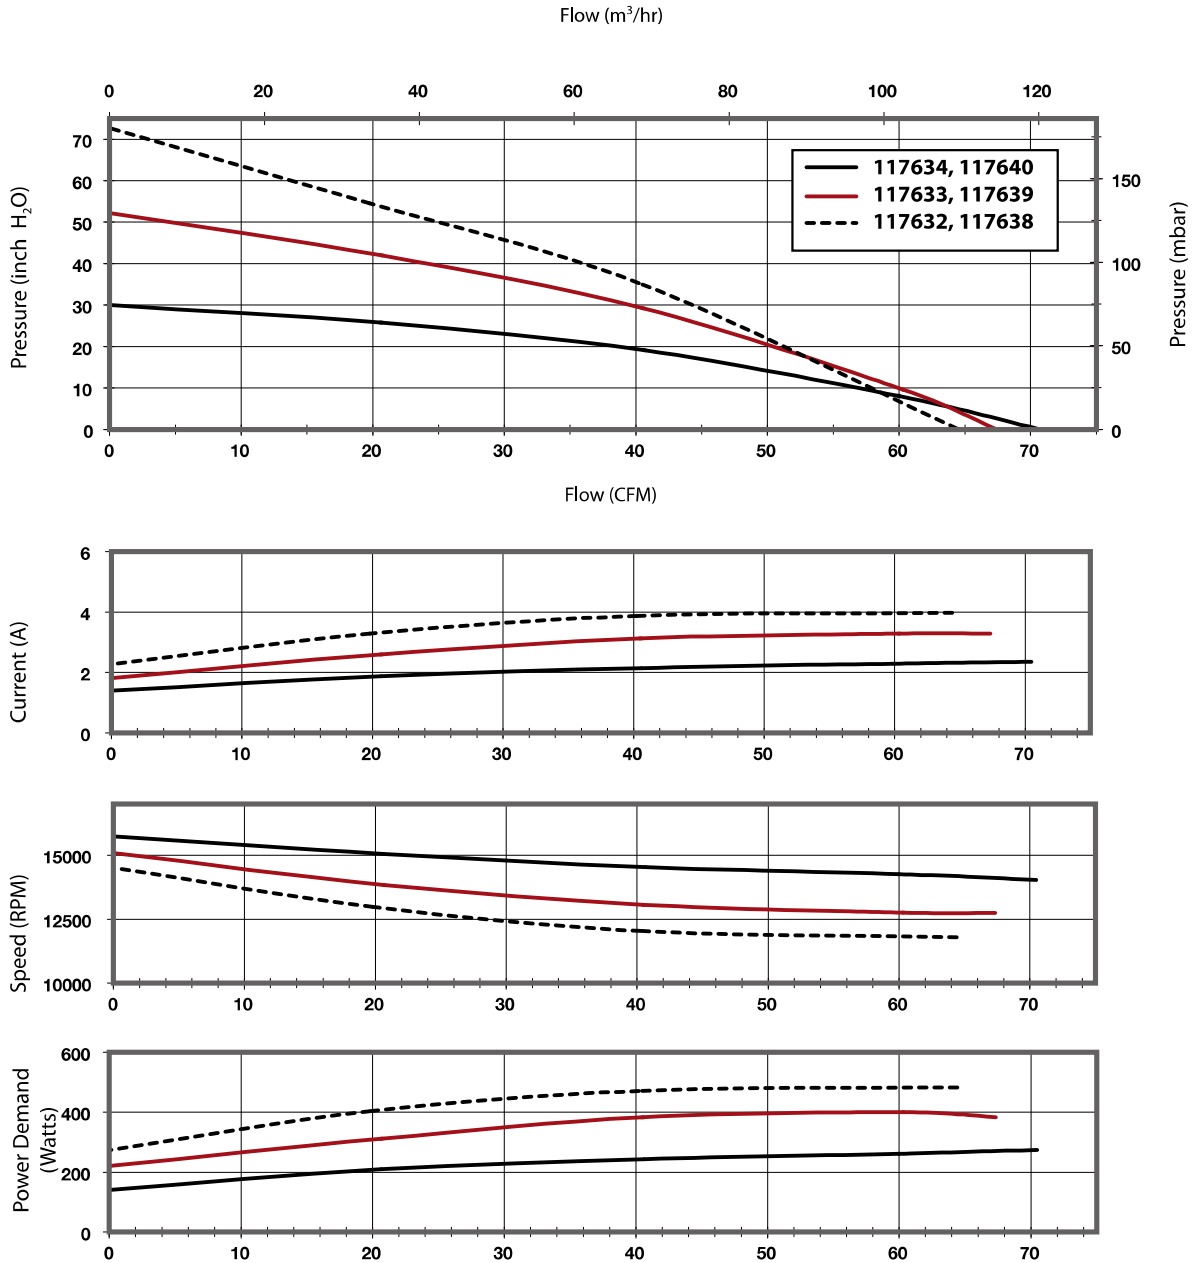 Flow (m³/hr)
0 20 40 60 80 100 120
Pressure (inch H₂O)
70
60
50
40
30
20
10
0
117634, 117640
117633, 117639
117632, 117638
150
100
50
0
Pressure (mbar)
0 10 20 30 40 50 60 70
Flow (CFM)
Current (A)
6
4
2
0
0 10 20 30 40 50 60 70
Speed (RPM)
15000
12500
10000
0 10 20 30 40 50 60 70
Power Demand
(Watts)
600
400
200
0
0 10 20 30 40 50 60 70